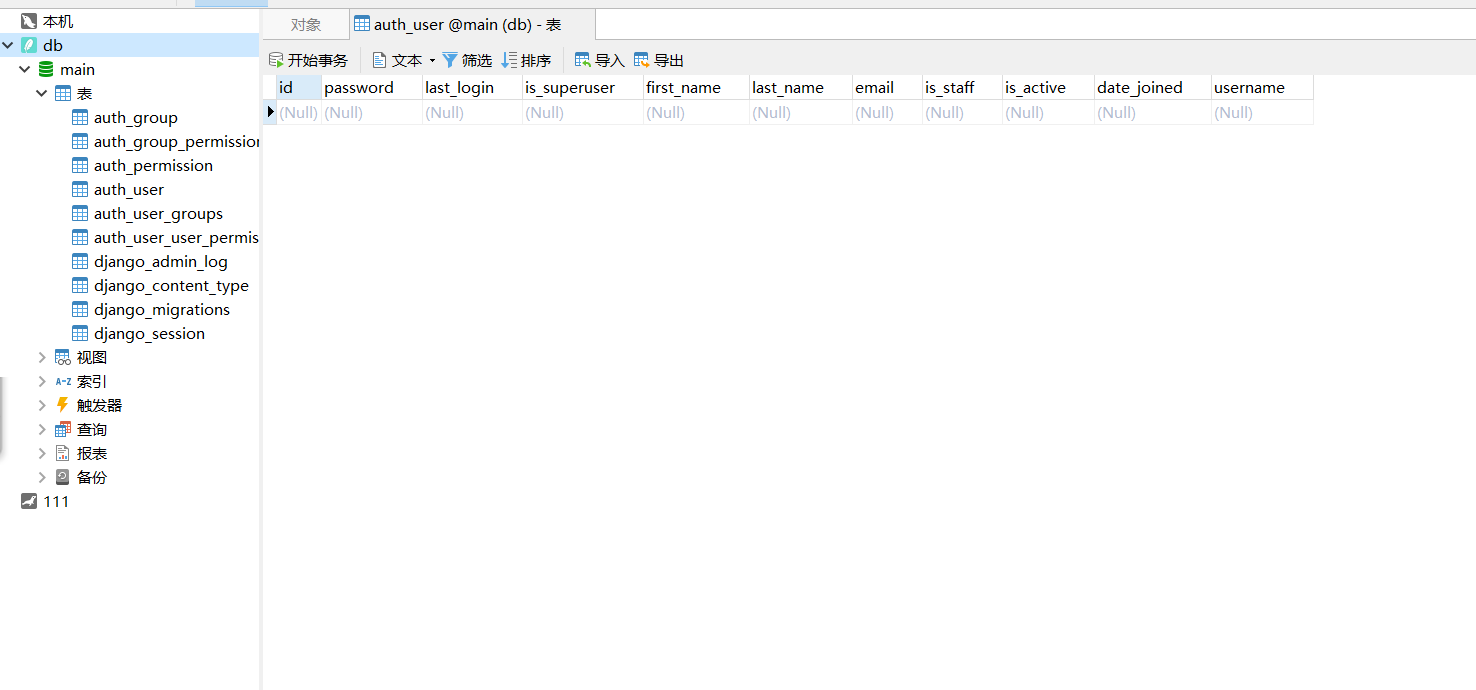 本机
db
main
表
auth_group
auth_group_permission
auth_permission
auth_user
auth_user_groups
auth_user_user_permis
django_admin_log
django_content_type
django_migrations
django_session
视图
A-Z 索引
触发器
查询
报表
备份
111
对象 auth_user @main (db) - 表
开始事务 文本 筛选 排序 导入 导出
id password last_login is_superuser first_name last_name email is_staff is_active date_joined username
(Null) (Null) (Null) (Null) (Null) (Null) (Null) (Null) (Null) (Null) (Null)